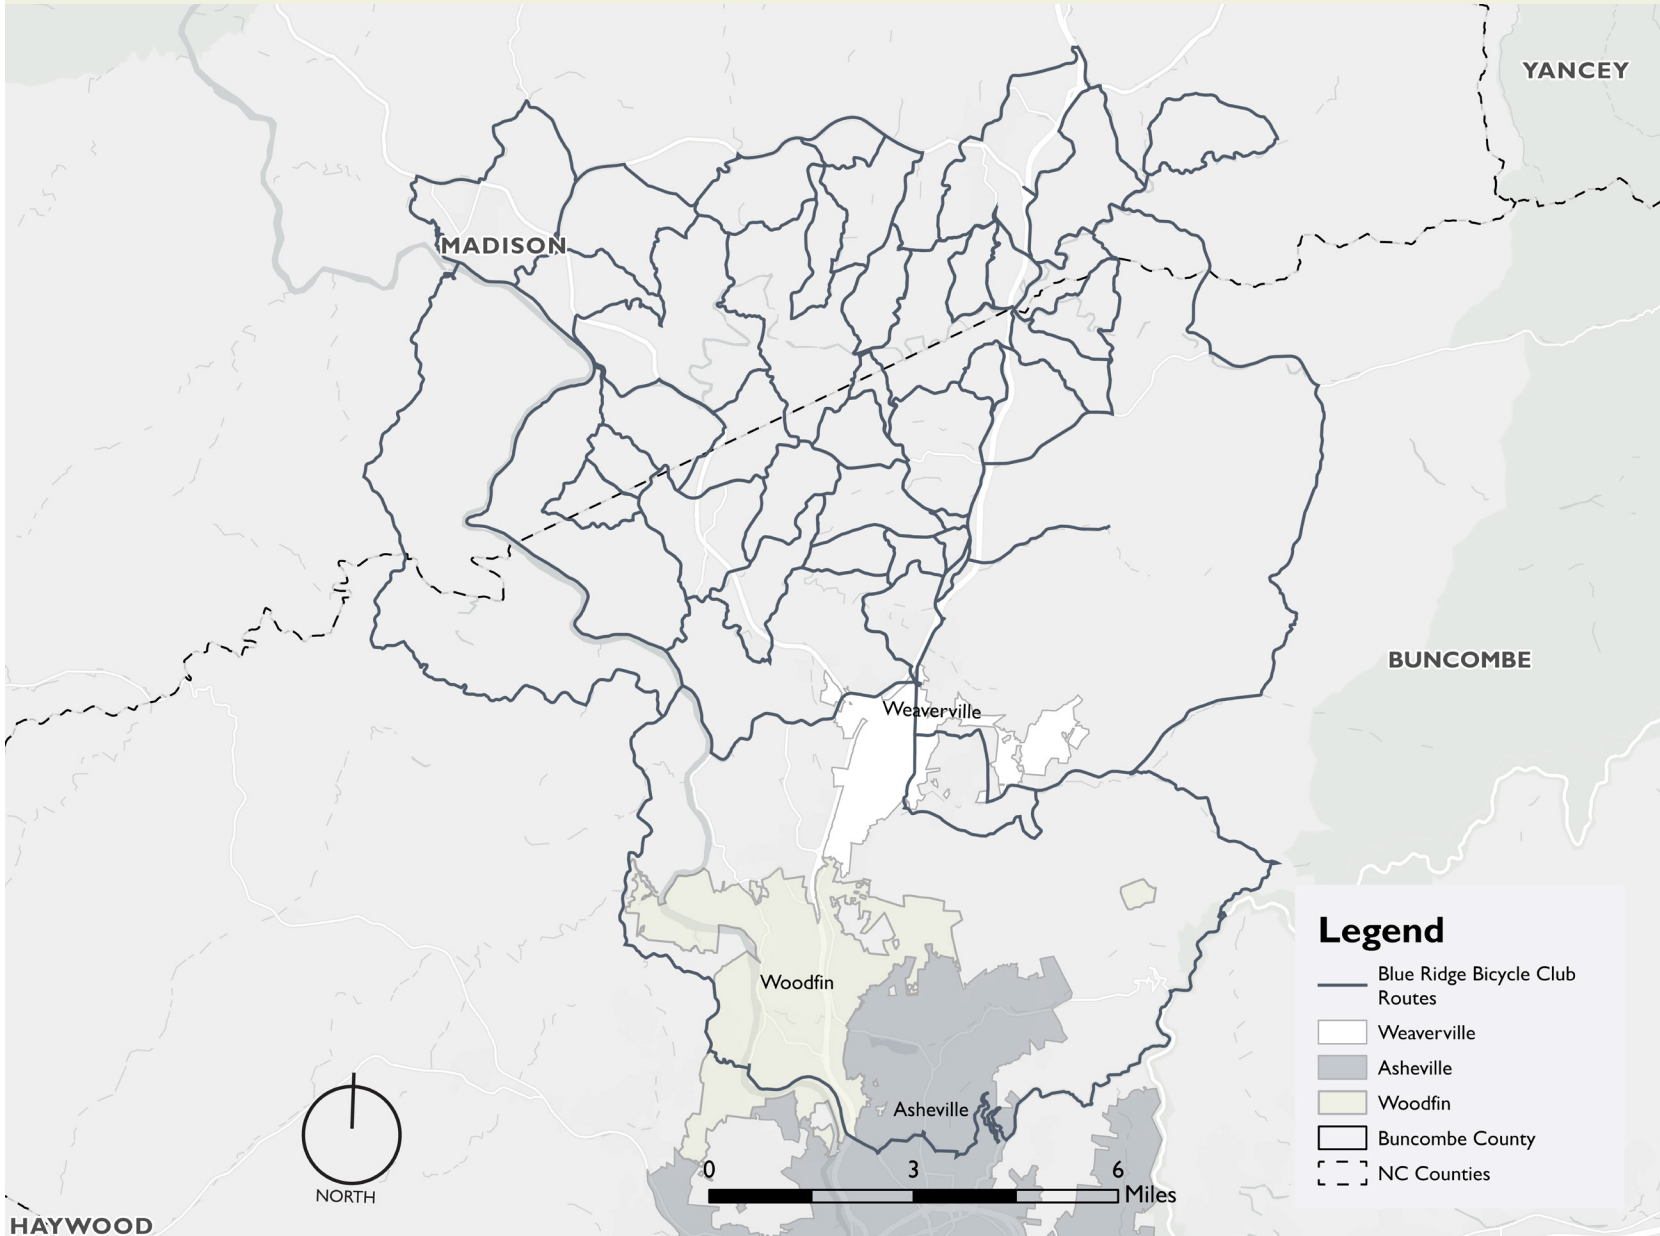 YANCEY
MADISON
BUNCOMBE
Weaverville
Woodfin
Asheville
HAYWOOD
NORTH
0 3 6
Miles
Legend
Blue Ridge Bicycle Club
Routes
Weaverville
Asheville
Woodfin
Buncombe County
NC Counties